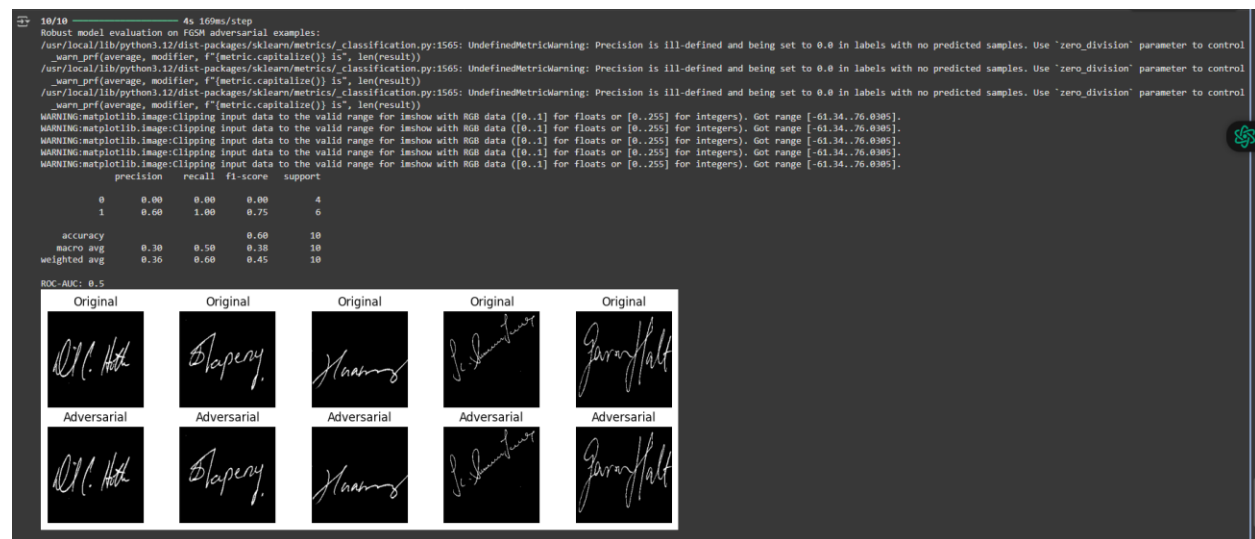 10/10 ━━━━━━━━━━━━━━━━━━━━ 4s 169ms/step
Robust model evaluation on FGSM adversarial examples:
/usr/local/lib/python3.12/dist-packages/sklearn/metrics/_classification.py:1565: UndefinedMetricWarning: Precision is ill-defined and being set to 0.0 in labels with no predicted samples. Use `zero_division` parameter to control
_warn_prf(average, modifier, f"{metric.capitalize()} is", len(result))
/usr/local/lib/python3.12/dist-packages/sklearn/metrics/_classification.py:1565: UndefinedMetricWarning: Precision is ill-defined and being set to 0.0 in labels with no predicted samples. Use `zero_division` parameter to control
_warn_prf(average, modifier, f"{metric.capitalize()} is", len(result))
/usr/local/lib/python3.12/dist-packages/sklearn/metrics/_classification.py:1565: UndefinedMetricWarning: Precision is ill-defined and being set to 0.0 in labels with no predicted samples. Use `zero_division` parameter to control
_warn_prf(average, modifier, f"{metric.capitalize()} is", len(result))
WARNING:matplotlib.image:Clipping input data to the valid range for imshow with RGB data ([0..1] for floats or [0..255] for integers). Got range [-61.34..76.0305].
WARNING:matplotlib.image:Clipping input data to the valid range for imshow with RGB data ([0..1] for floats or [0..255] for integers). Got range [-61.34..76.0305].
WARNING:matplotlib.image:Clipping input data to the valid range for imshow with RGB data ([0..1] for floats or [0..255] for integers). Got range [-61.34..76.0305].
WARNING:matplotlib.image:Clipping input data to the valid range for imshow with RGB data ([0..1] for floats or [0..255] for integers). Got range [-61.34..76.0305].
WARNING:matplotlib.image:Clipping input data to the valid range for imshow with RGB data ([0..1] for floats or [0..255] for integers). Got range [-61.34..76.0305].
precision recall f1-score support
0 0.00 0.00 0.00 4
1 0.60 1.00 0.75 6
accuracy 0.60 10
macro avg 0.30 0.50 0.38 10
weighted avg 0.36 0.60 0.45 10
ROC-AUC: 0.5
Original Original Original Original Original
Adversarial Adversarial Adversarial Adversarial Adversarial